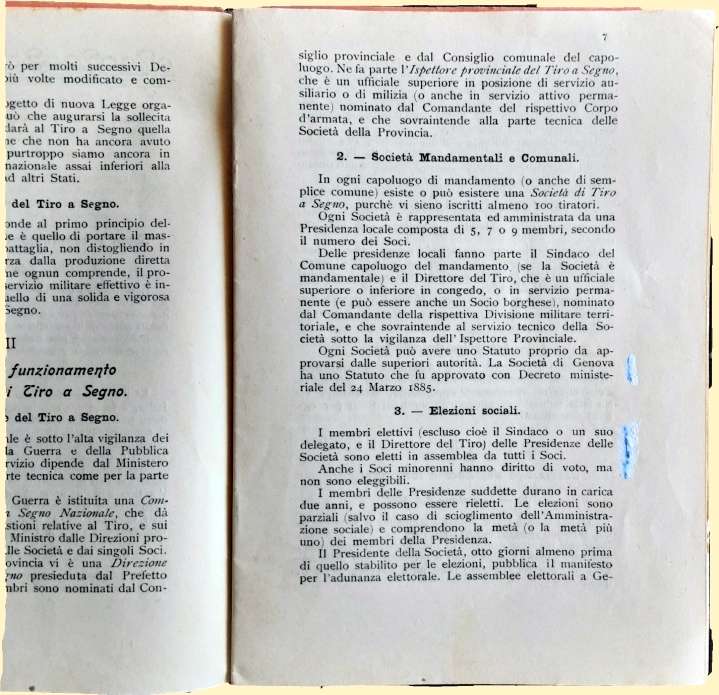 rò per molti successivi De-
più volte modificato e com-
ogetto di nuova Legge orga-
uò che augurarsi la sollecita
darà al Tiro a Segno quella
ne che non ha ancora avuto
purtroppo siamo ancora in
nazionale assai inferiori alla
ad altri Stati.
del Tiro a Segno.
onde al primo principio del-
se è quello di portare il mas-
battaglia, non distogliendo in
rza dalla produzione diretta
ne ognun comprende, il pro-
servizio militare effettivo è in-
uello di una solida e vigorosa
Segno.
II
funzionamento
i Tiro a Segno.
del Tiro a Segno.
ale è sotto l'alta vigilanza dei
la Guerra e della Pubblica
rvizio dipende dal Ministero
rte tecnica come per la parte
Guerra è istituita una Com-
a Segno Nazionale, che dà
stioni relative al Tiro, e sui
Ministro dalle Direzioni pro-
lle Società e dai singoli Soci.
ovincia vi è una Direzione
gno presieduta dal Prefetto
mbri sono nominati dal Con-
7
siglio provinciale e dal Consiglio comunale del capo-
luogo. Ne fa parte l'Ispettore provinciale del Tiro a Segno,
che è un ufficiale superiore in posizione di servizio au-
siliario o di milizia (o anche in servizio attivo perma-
nente) nominato dal Comandante del rispettivo Corpo
d'armata, e che sovraintende alla parte tecnica delle
Società della Provincia.
2. — Società Mandamentali e Comunali.
In ogni capoluogo di mandamento (o anche di sem-
plice comune) esiste o può esistere una Società di Tiro
a Segno, purchè vi sieno iscritti almeno 100 tiratori.
Ogni Società è rappresentata ed amministrata da una
Presidenza locale composta di 5, 7 o 9 membri, secondo
il numero dei Soci.
Delle presidenze locali fanno parte il Sindaco del
Comune capoluogo del mandamento (se la Società è
mandamentale) e il Direttore del Tiro, che è un ufficiale
superiore o inferiore in congedo, o in servizio perma-
nente (e può essere anche un Socio borghese), nominato
dal Comandante della rispettiva Divisione militare terri-
toriale, e che sovraintende al servizio tecnico della So-
cietà sotto la vigilanza dell'Ispettore Provinciale.
Ogni Società può avere uno Statuto proprio da ap-
provarsi dalle superiori autorità. La Società di Genova
ha uno Statuto che fu approvato con Decreto ministe-
riale del 24 Marzo 1885.
3. — Elezioni sociali.
I membri elettivi (escluso cioè il Sindaco o un suo
delegato, e il Direttore del Tiro) delle Presidenze delle
Società sono eletti in assemblea da tutti i Soci.
Anche i Soci minorenni hanno diritto di voto, ma
non sono eleggibili.
I membri delle Presidenze suddette durano in carica
due anni, e possono essere rieletti. Le elezioni sono
parziali (salvo il caso di scioglimento dell'Amministra-
zione sociale) e comprendono la metà (o la metà più
uno) dei membri della Presidenza.
Il Presidente della Società, otto giorni almeno prima
di quello stabilito per le elezioni, pubblica il manifesto
per l'adunanza elettorale. Le assemblee elettorali a Ge-